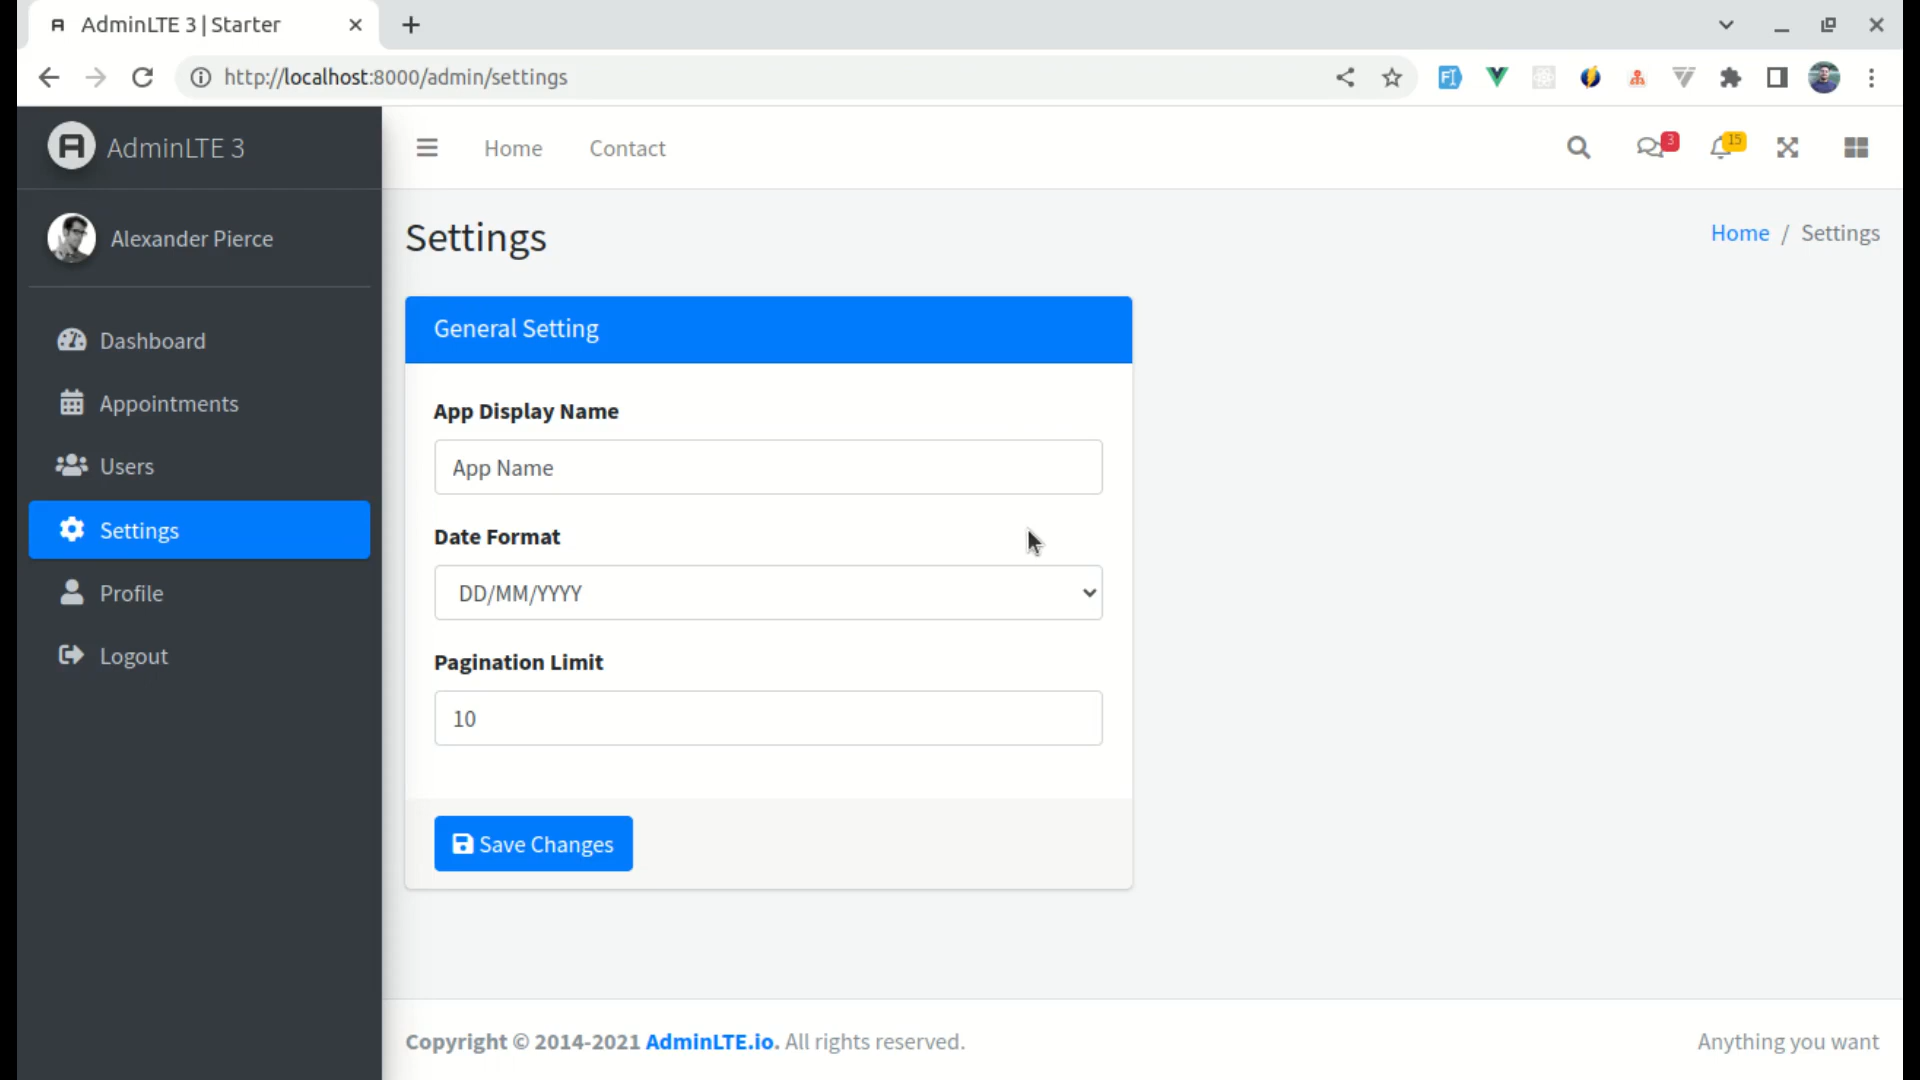 AdminLTE 3 | Starter
http://localhost:8000/admin/settings
AdminLTE 3
Home
Contact
3
15
Alexander Pierce
Settings
Home / Settings
Dashboard
Appointments
Users
Settings
Profile
Logout
General Setting
App Display Name
App Name
Date Format
DD/MM/YYYY
Pagination Limit
10
Save Changes
Copyright © 2014-2021 AdminLTE.io. All rights reserved.
Anything you want